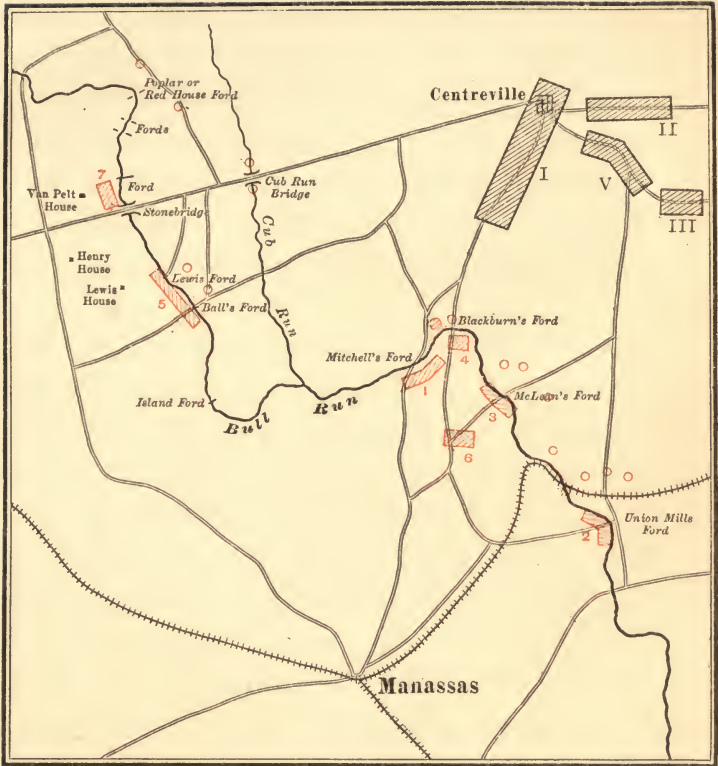 Poplar or
Red House Ford
Fords
Centreville
II
I
V
III
7
Van Pelt
House
Ford
Stonebridg
Cub Run
Bridge
Cub
Run
Henry
House
Lewis
House
5
Lewis Ford
Ball's Ford
Mitchell's Ford
Blackburn's Ford
4
1
Island Ford
Bull
Run
McLean's Ford
3
6
2
Union Mills
Ford
Manassas